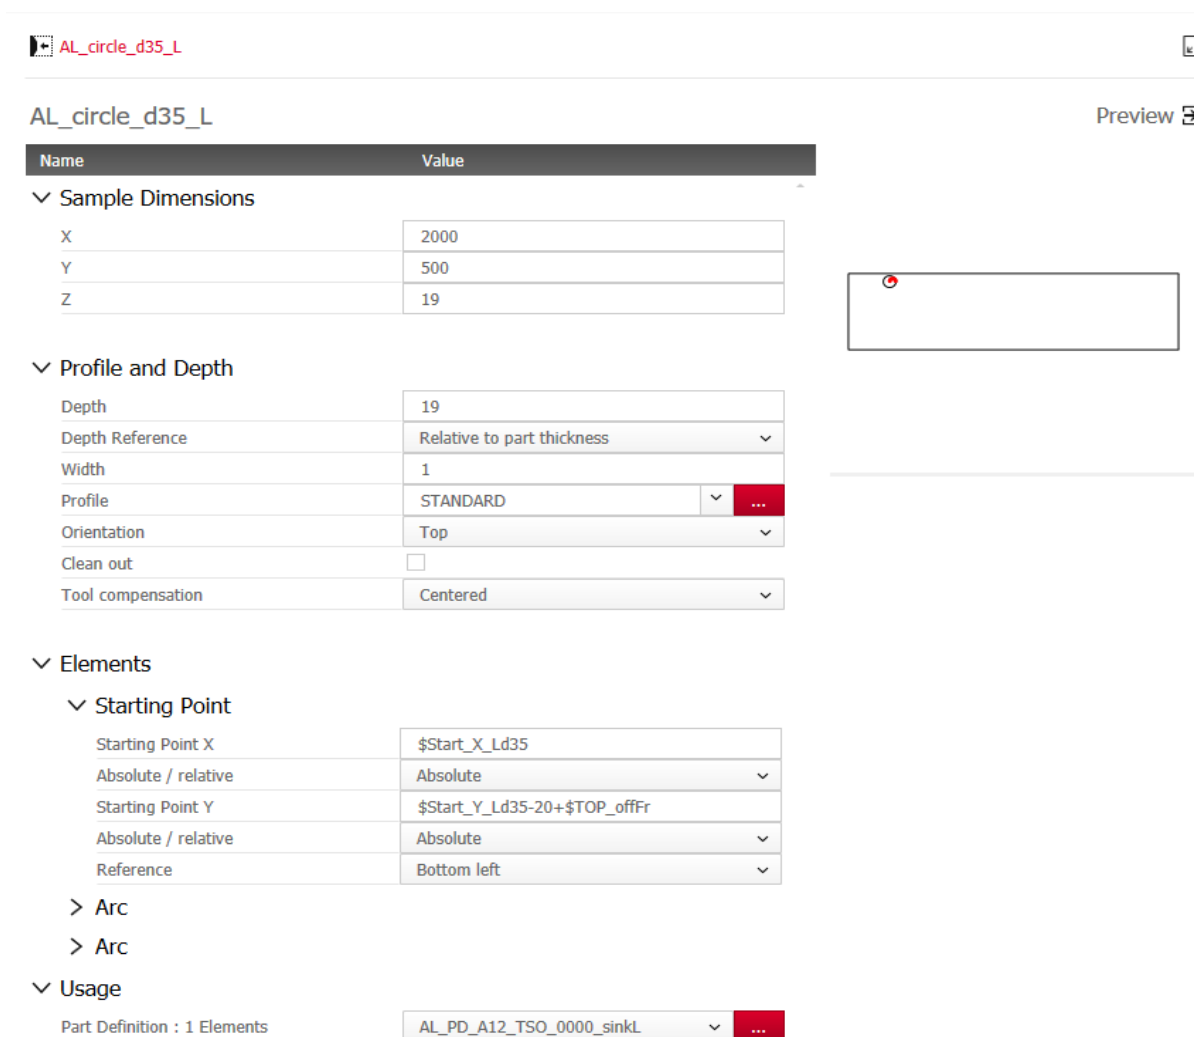 AL_circle_d35_L
AL_circle_d35_L
Preview
Name Value
Sample Dimensions
X 2000
Y 500
Z 19
Profile and Depth
Depth 19
Depth Reference Relative to part thickness
Width 1
Profile STANDARD ...
Orientation Top
Clean out
Tool compensation Centered
Elements
Starting Point
Starting Point X $Start_X_Ld35
Absolute / relative Absolute
Starting Point Y $Start_Y_Ld35-20+$TOP_offFr
Absolute / relative Absolute
Reference Bottom left
Arc
Arc
Usage
Part Definition : 1 Elements AL_PD_A12_TSO_0000_sinkL ...